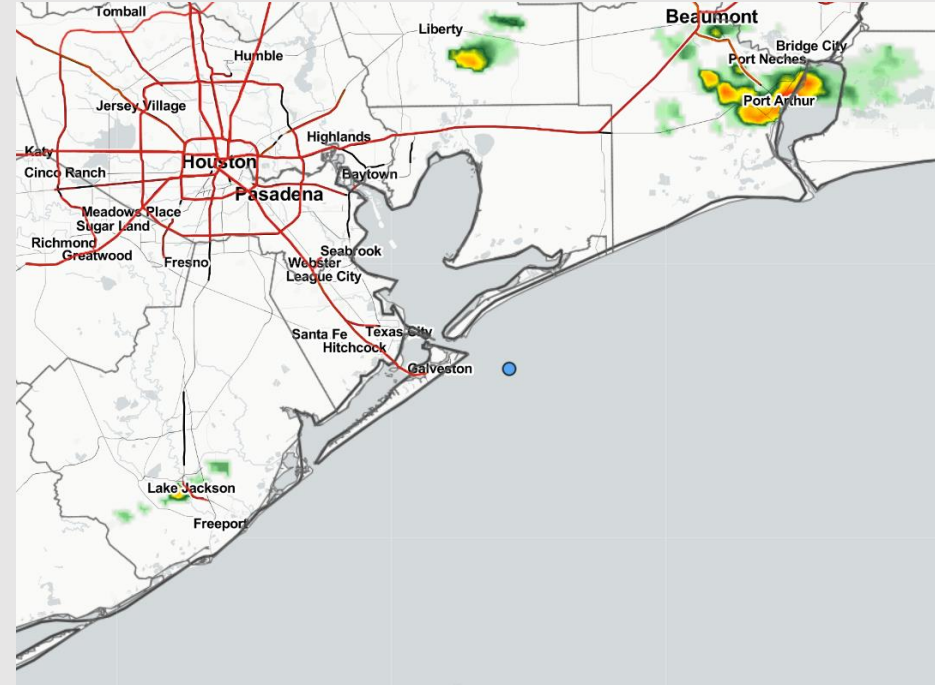 Tomball
Beaumont
Liberty
Humble
Bridge City
Port Neches
Jersey Village
Port Arthur
Highlands
Katy
Houston
Cinco Ranch
Baytown
Pasadena
Meadows Place
Sugar Land
Richmond
Greatwood
Seabrook
Fresno
Webster
League City
Santa Fe
Texas City
Hitchcock
Galveston
Lake Jackson
Freeport